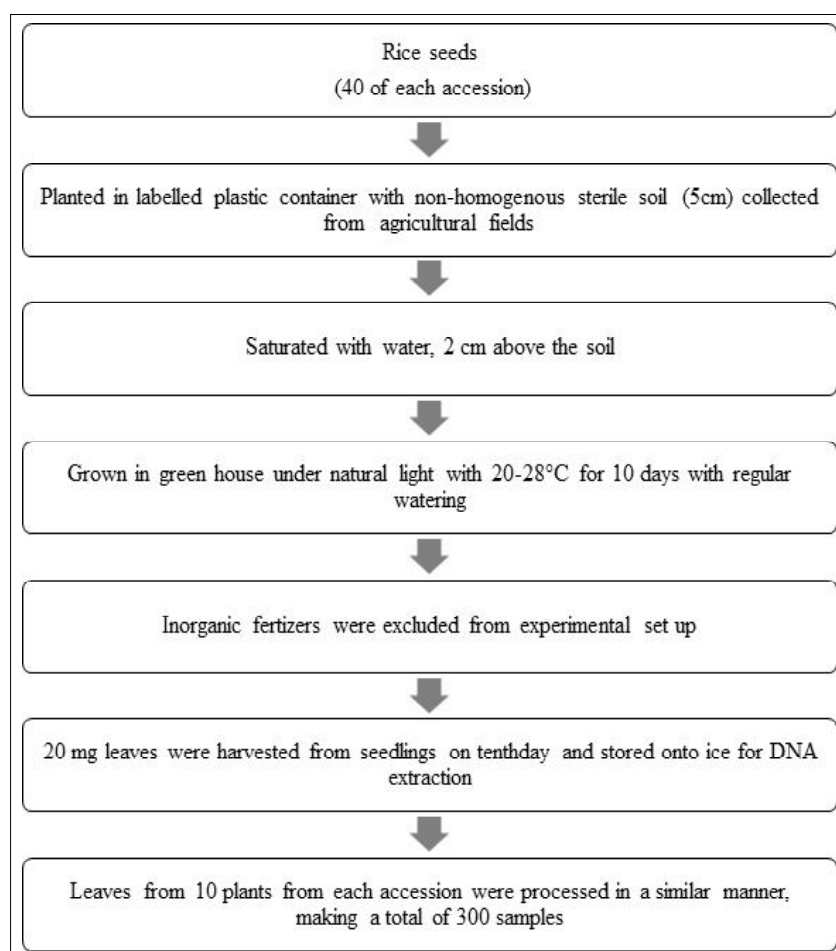 Rice seeds
(40 of each accession)
Planted in labelled plastic container with non-homogenous sterile soil (5cm) collected
from agricultural fields
Saturated with water, 2 cm above the soil
Grown in green house under natural light with 20-28°C for 10 days with regular
watering
Inorganic fertizers were excluded from experimental set up
20 mg leaves were harvested from seedlings on tenthday and stored onto ice for DNA
extraction
Leaves from 10 plants from each accession were processed in a similar manner,
making a total of 300 samples